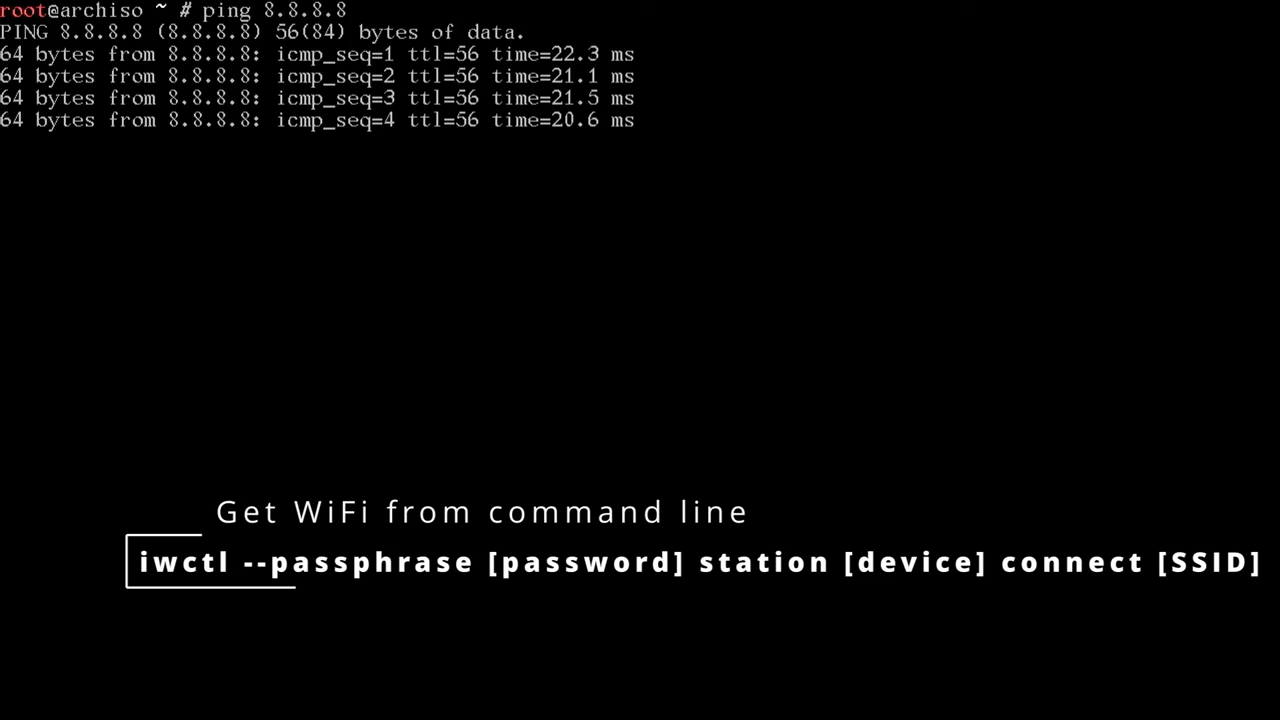 root@archiso ~ # ping 8.8.8.8
PING 8.8.8.8 (8.8.8.8) 56(84) bytes of data.
64 bytes from 8.8.8.8: icmp_seq=1 ttl=56 time=22.3 ms
64 bytes from 8.8.8.8: icmp_seq=2 ttl=56 time=21.1 ms
64 bytes from 8.8.8.8: icmp_seq=3 ttl=56 time=21.5 ms
64 bytes from 8.8.8.8: icmp_seq=4 ttl=56 time=20.6 ms
Get WiFi from command line
iwctl --passphrase [password] station [device] connect [SSID]